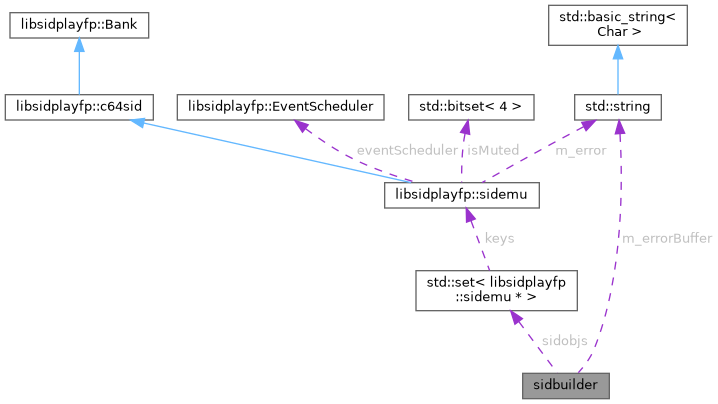 libsidplayfp::Bank
std::basic_string<
Char >
libsidplayfp::c64sid
libsidplayfp::EventScheduler
std::bitset< 4 >
std::string
eventScheduler
isMuted
m_error
libsidplayfp::sidemu
keys
m_errorBuffer
std::set< libsidplayfp
::sidemu * >
sidobjs
sidbuilder